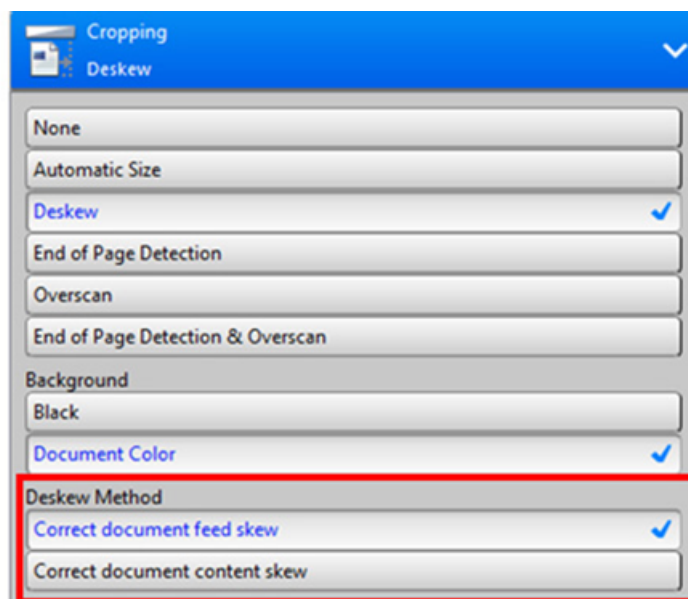 Cropping
Deskew
None
Automatic Size
Deskew
End of Page Detection
Overscan
End of Page Detection & Overscan
Background
Black
Document Color
Deskew Method
Correct document feed skew
Correct document content skew